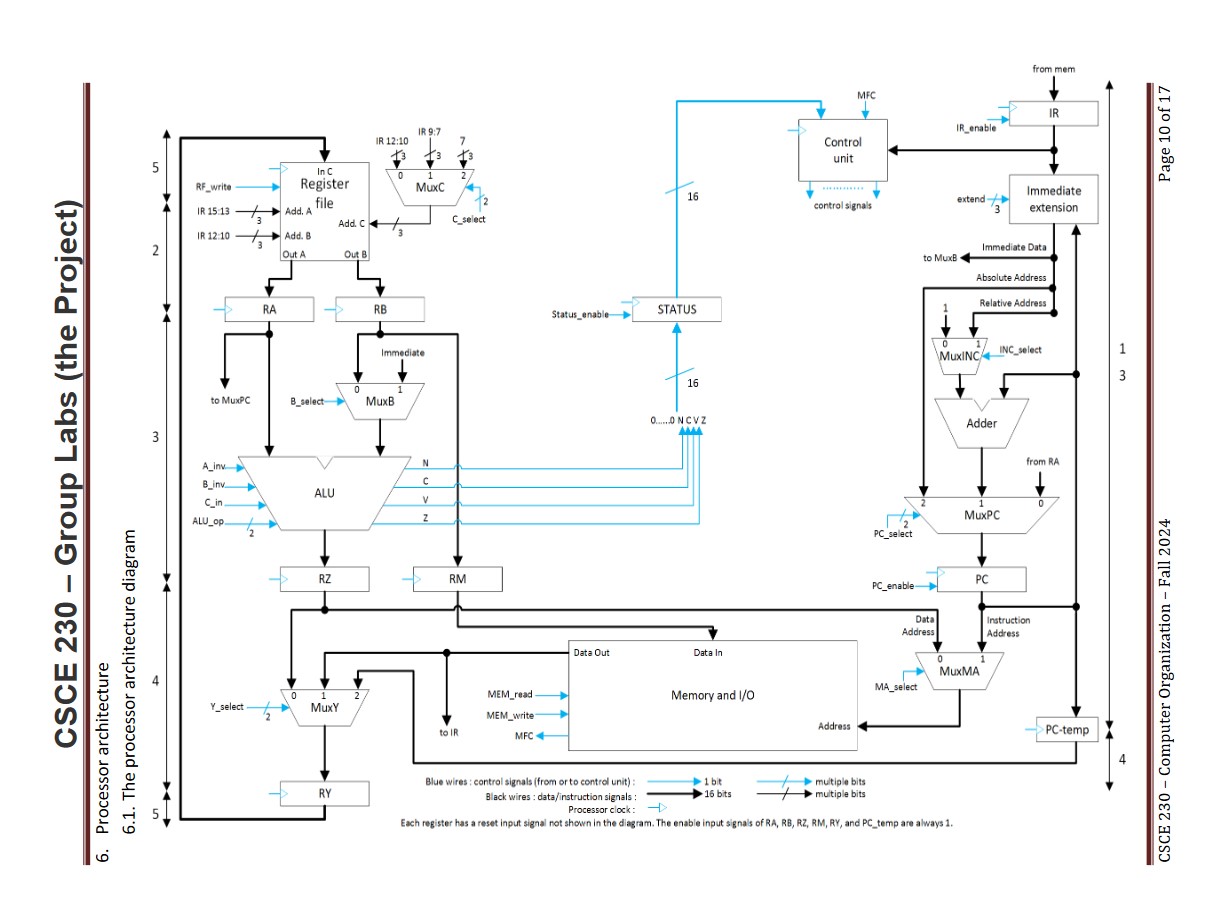 CSCE 230 – Group Labs (the Project)
6. Processor architecture
6.1. The processor architecture diagram
from mem
MFC
IR
IR_enable
Control
unit
control signals
extend
3
Immediate
extension
IR 12:10
IR 9:7
7
3
3
3
0
1
2
MuxC
2
C_select
5
In C
Register
file
RF_write
IR 15:13
3
Add. A
Add. C
3
IR 12:10
3
Add. B
Out A
Out B
2
16
Immediate Data
to MuxB
Absolute Address
Relative Address
RA
RB
Status_enable
STATUS
1
0
1
MuxINC
INC_select
1
3
Immediate
0
1
to MuxPC
B_select
MuxB
16
0......0 N C V Z
3
Adder
from RA
A_inv
B_inv
C_in
ALU_op
2
ALU
N
C
V
Z
2
1
0
MuxPC
2
PC_select
RZ
RM
PC_enable
PC
Data
Address
Instruction
Address
0
1
MuxMA
MA_select
Data Out
Data In
Memory and I/O
MEM_read
MEM_write
MFC
Address
4
0
1
2
MuxY
Y_select
2
to IR
PC-temp
4
RY
5
Blue wires : control signals (from or to control unit) :
1 bit
multiple bits
Black wires : data/instruction signals :
16 bits
multiple bits
Processor clock :
Each register has a reset input signal not shown in the diagram. The enable input signals of RA, RB, RZ, RM, RY, and PC_temp are always 1.
CSCE 230 – Computer Organization – Fall 2024
Page 10 of 17